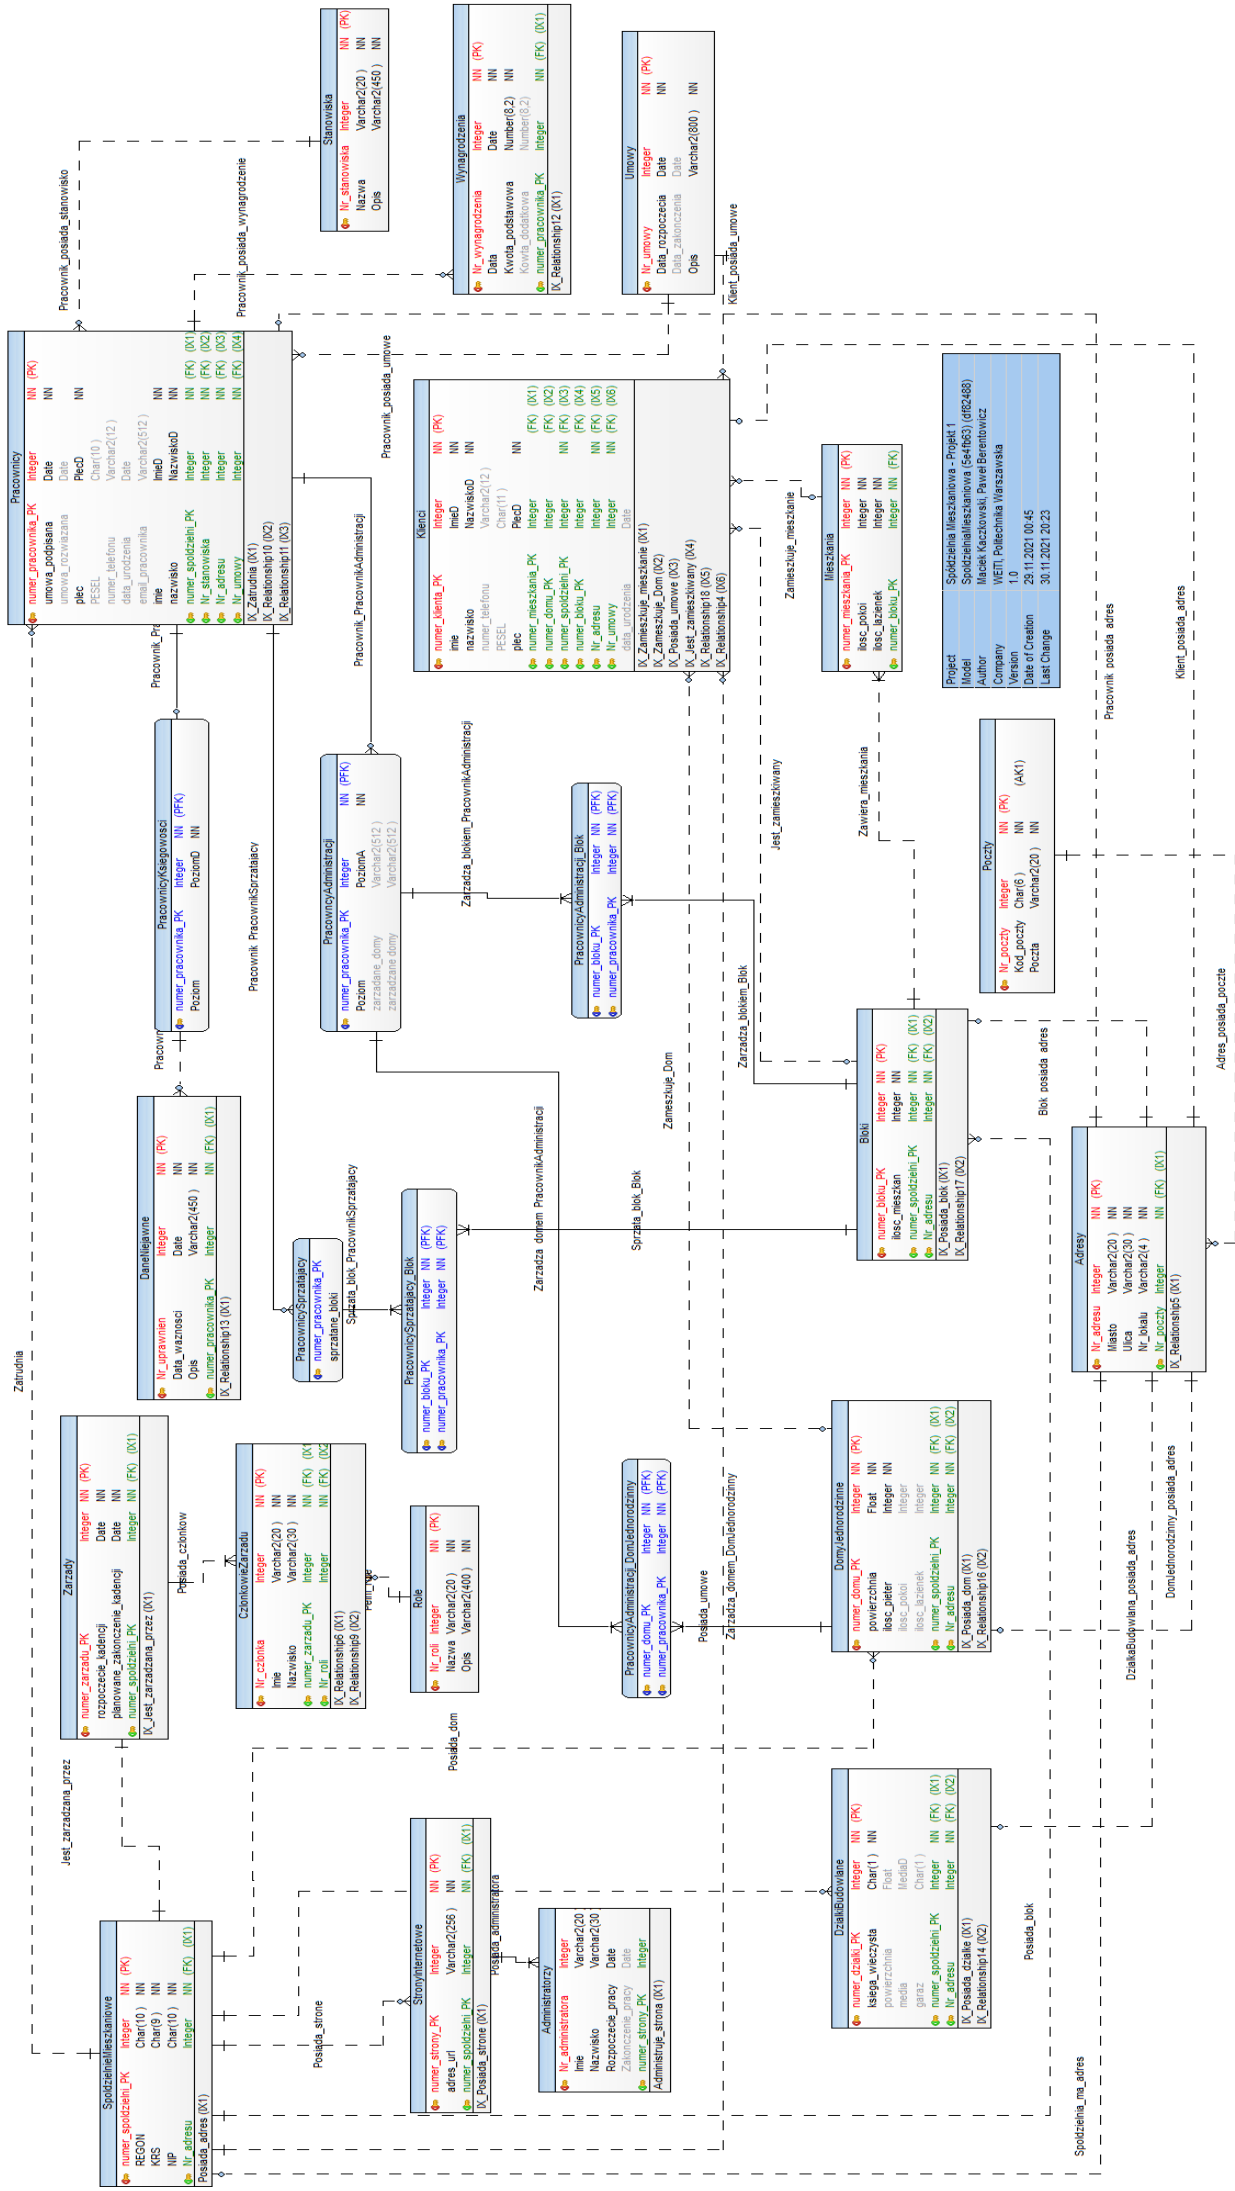 SpoldzielnieMieszkaniowe
numer_spoldzielni_PK Integer NN (PK)
REGON Char(10 ) NN
KRS Char(9 ) NN
NIP Char(10 ) NN
Nr_adresu Integer NN (FK) (IX1)
Posiada_adres (IX1)
Jest_zarzadzana_przez
Zatrudnia
Zarzady
numer_zarzadu_PK Integer NN (PK)
rozpoczecie_kadencji Date NN
planowane_zakonczenie_kadencji Date NN
numer_spoldzielni_PK Integer NN (FK) (IX1)
IX_Jest_zarzadzana_przez (IX1)
Posiada_czlonkow
CzlonkowieZarzadu
Nr_czlonka Integer NN (PK)
Imie Varchar2(20 ) NN
Nazwisko Varchar2(30 ) NN
numer_zarzadu_PK Integer NN (FK) (IX1
Nr_roli Integer NN (FK) (IX2
IX_Relationship6 (IX1)
IX_Relationship9 (IX2)
Role
Nr_roli Integer NN (PK)
Nazwa Varchar2(20 ) NN
Opis Varchar2(400 ) NN
DaneNiejawne
Nr_uprawnien Integer NN (PK)
Data_waznosci Date NN
Opis Varchar2(450 ) NN
numer_pracownika_PK Integer NN (FK) (IX1)
IX_Relationship13 (IX1)
Pracown
PracownicyKsiegowosci
numer_pracownika_PK Integer NN (PFK)
Poziom PoziomD NN
Pracownik_Pra
Pracownicy
numer_pracownika_PK Integer NN (PK)
umowa_podpisana Date NN
umowa_rozwiazana Date
plec PlecD NN
PESEL Char(10 )
numer_telefonu Varchar2(12 )
data_urodzenia Date
email_pracownika Varchar2(512 )
imie ImieD NN
nazwisko NazwiskoD NN
numer_spoldzielni_PK Integer NN (FK) (IX1)
Nr_stanowiska Integer NN (FK) (IX2)
Nr_adresu Integer NN (FK) (IX3)
Nr_umowy Integer NN (FK) (IX4)
IX_Zatrudnia (IX1)
IX_Relationship10 (IX2)
IX_Relationship11 (IX3)
Pracownik_posiada_stanowisko
Pracownik_posiada_wynagrodzenie
Stanowiska
Nr_stanowiska Integer NN (PK)
Nazwa Varchar2(20 ) NN
Opis Varchar2(450 ) NN
Wynagrodzenia
Nr_wynagrodzenia Integer NN (PK)
Data Date NN
Kwota_podstawowa Number(8,2) NN
Kowta_dodatkowa Number(8,2)
numer_pracownika_PK Integer NN (FK) (IX1)
IX_Relationship12 (IX1)
Umowy
Nr_umowy Integer NN (PK)
Data_rozpoczecia Date NN
Data_zakonczenia Date
Opis Varchar2(800 ) NN
Pracownik_posiada_umowe
Klient_posiada_umowe
Pracownik PracownikSprzatajacy
Pracownik_PracownikAdministracji
PracowncyAdministracji
numer_pracownika_PK Integer NN (PFK)
Poziom PoziomA NN
zarzadane_domy Varchar2(512 )
zarzadzane domy Varchar2(512 )
PracownicySprzatajacy
numer_pracownika_PK
sprzatane_bloki
Sprzata_blok_PracownikSprzatajacy
PracownicySprzatajacy_Blok
numer_bloku_PK Integer NN (PFK)
numer_pracownika_PK Integer NN (PFK)
Zarzadza_blokiem_PracownikAdministracji
PracownicyAdministracji_Blok
numer_bloku_PK Integer NN (PFK)
numer_pracownika_PK Integer NN (PFK)
Zarzadza domem PracownikAdministracji
Klienci
numer_klienta_PK Integer NN (PK)
imie ImieD NN
nazwisko NazwiskoD NN
numer_telefonu Varchar2(12 )
PESEL Char(11 )
plec PlecD NN
numer_mieszkania_PK Integer (FK) (IX1)
numer_domu_PK Integer (FK) (IX2)
numer_spoldzielni_PK Integer NN (FK) (IX3)
numer_bloku_PK Integer (FK) (IX4)
Nr_adresu Integer NN (FK) (IX5)
Nr_umowy Integer NN (FK) (IX6)
data_urodzenia Date
IX_Zamieszkuje_mieszkanie (IX1)
IX_Zameszkuje_Dom (IX2)
IX_Posiada_umowe (IX3)
IX_Jest_zamieszkiwany (IX4)
IX_Relationship18 (IX5)
IX_Relationship4 (IX6)
StronyInternetowe
numer_strony_PK Integer NN (PK)
adres_url Varchar2(256 ) NN
numer_spoldzielni_PK Integer NN (FK) (IX1)
IX_Posiada_strone (IX1)
Posiada_strone
Posiada_dom
Posiada_administratora
Administratorzy
Nr_administratora Integer
Imie Varchar2(20
Nazwisko Varchar2(30
Rozpoczecie_pracy Date
Zakonczenie_pracy Date
numer_strony_PK Integer
Administruje_strona (IX1)
PracownicyAdministracji_DomJednorodzinny
numer_domu_PK Integer NN (PFK)
numer_pracownika_PK Integer NN (PFK)
Posiada_umowe
Zarzadza_domem_DomJednorodzinny
Zameszkuje_Dom
Sprzata_blok_Blok
Zarzadza_blokiem_Blok
Jest_zamieszkiwany
Zamieszkuje_mieszkanie
Mieszkania
numer_mieszkania_PK Integer NN (PK)
ilosc_pokoi Integer NN
ilosc_lazienek Integer NN
numer_bloku_PK Integer NN (FK)
Zawiera_mieszkania
Bloki
numer_bloku_PK Integer NN (PK)
ilosc_mieszkan Integer NN
numer_spoldzielni_PK Integer NN (FK) (IX1)
Nr_adresu Integer NN (FK) (IX2)
IX_Posiada_blok (IX1)
IX_Relationship17 (IX2)
DomyJednorodzinne
numer_domu_PK Integer NN (PK)
powierzchnia Float NN
ilosc_pieter Integer NN
ilosc_pokoi Integer
ilosc_lazienek Integer
numer_spoldzielni_PK Integer NN (FK) (IX1)
Nr_adresu Integer NN (FK) (IX2)
IX_Posiada_dom (IX1)
IX_Relationship16 (IX2)
DzialkiBudowlane
numer_dzialki_PK Integer NN (PK)
ksiega_wieczysta Char(1 ) NN
powierzchnia Float
media MediaD
garaz Char(1 )
numer_spoldzielni_PK Integer NN (FK) (IX1)
Nr_adresu Integer NN (FK) (IX2)
IX_Posiada_dzialke (IX1)
IX_Relationship14 (IX2)
Posiada_blok
Project Spółdzielnia Mieszkaniowa - Projekt 1
Model SpoldzielniaMieszkaniowa (5e4fb63) (df82488)
Author Maciek Kaczkowski, Paweł Berentowicz
Company WEITI, Politechnika Warszawska
Version 1.0
Date of Creation 29.11.2021 00:45
Last Change 30.11.2021 20:23
Poczty
Nr_poczty Integer NN (PK)
Kod_poczty Char(6 ) NN (AK1)
Poczta Varchar2(20 ) NN
Blok posiada adres
Pracownik posiada adres
Klient_posiada_adres
Adres_posiada_poczte
Adresy
Nr_adresu Integer NN (PK)
Miasto Varchar2(20 ) NN
Ulica Varchar2(30 ) NN
Nr_lokalu Varchar2(4 ) NN
Nr_poczty Integer NN (FK) (IX1)
IX_Relationship5 (IX1)
Spoldzielnia_ma_adres
DzialkaBudowlana_posiada_adres
DomJednorodzinny_posiada_adres